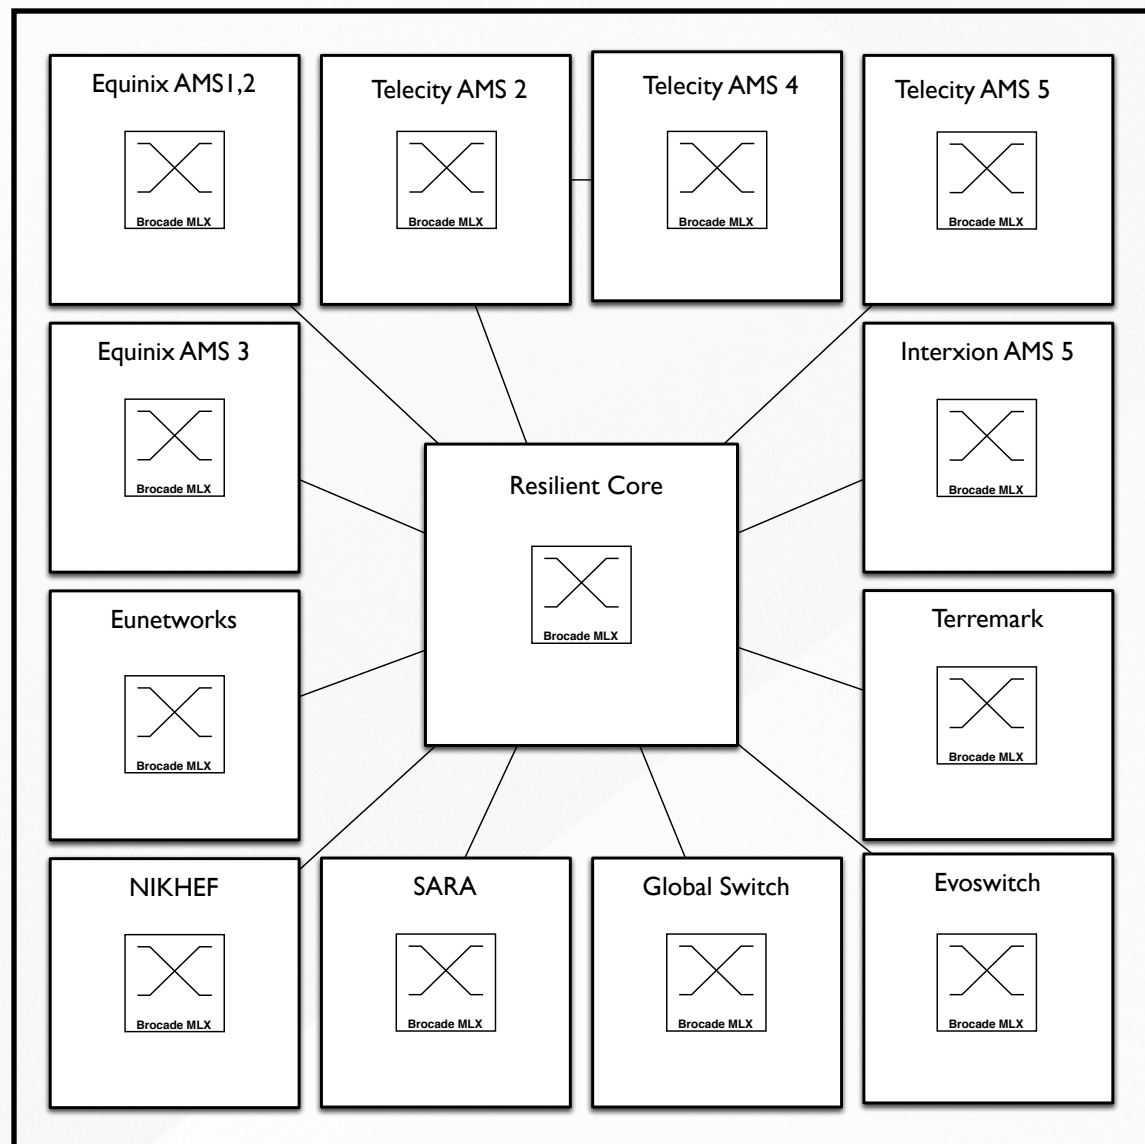 Equinix AMS1,2
Brocade MLX
Telecity AMS 2
Brocade MLX
Telecity AMS 4
Brocade MLX
Telecity AMS 5
Brocade MLX
Equinix AMS 3
Brocade MLX
Interxion AMS 5
Brocade MLX
Resilient Core
Brocade MLX
Eunetworks
Brocade MLX
Terremark
Brocade MLX
NIKHEF
Brocade MLX
SARA
Brocade MLX
Global Switch
Brocade MLX
Evoswitch
Brocade MLX